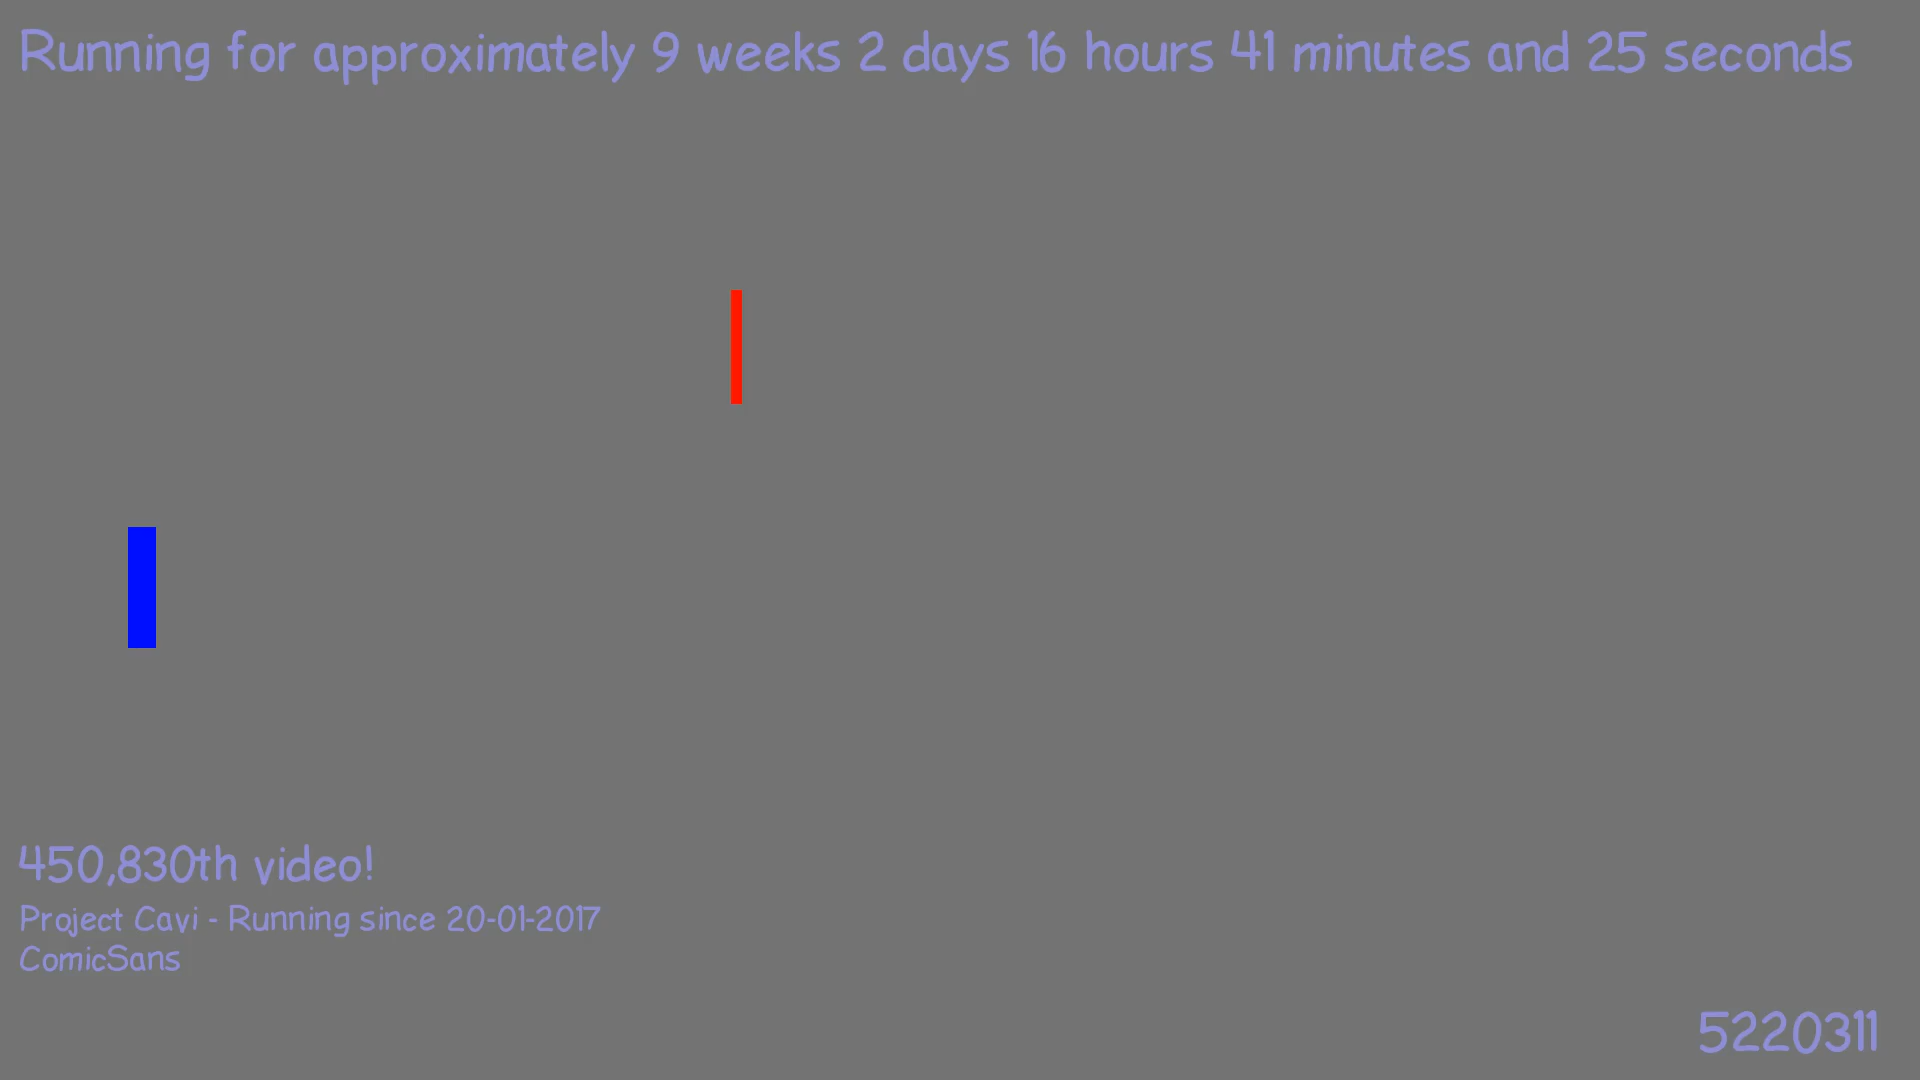 Running for approximately 9 weeks 2 days 16 hours 41 minutes and 25 seconds
450,830th video!
Project Cavi - Running since 20-01-2017
ComicSans
5220311